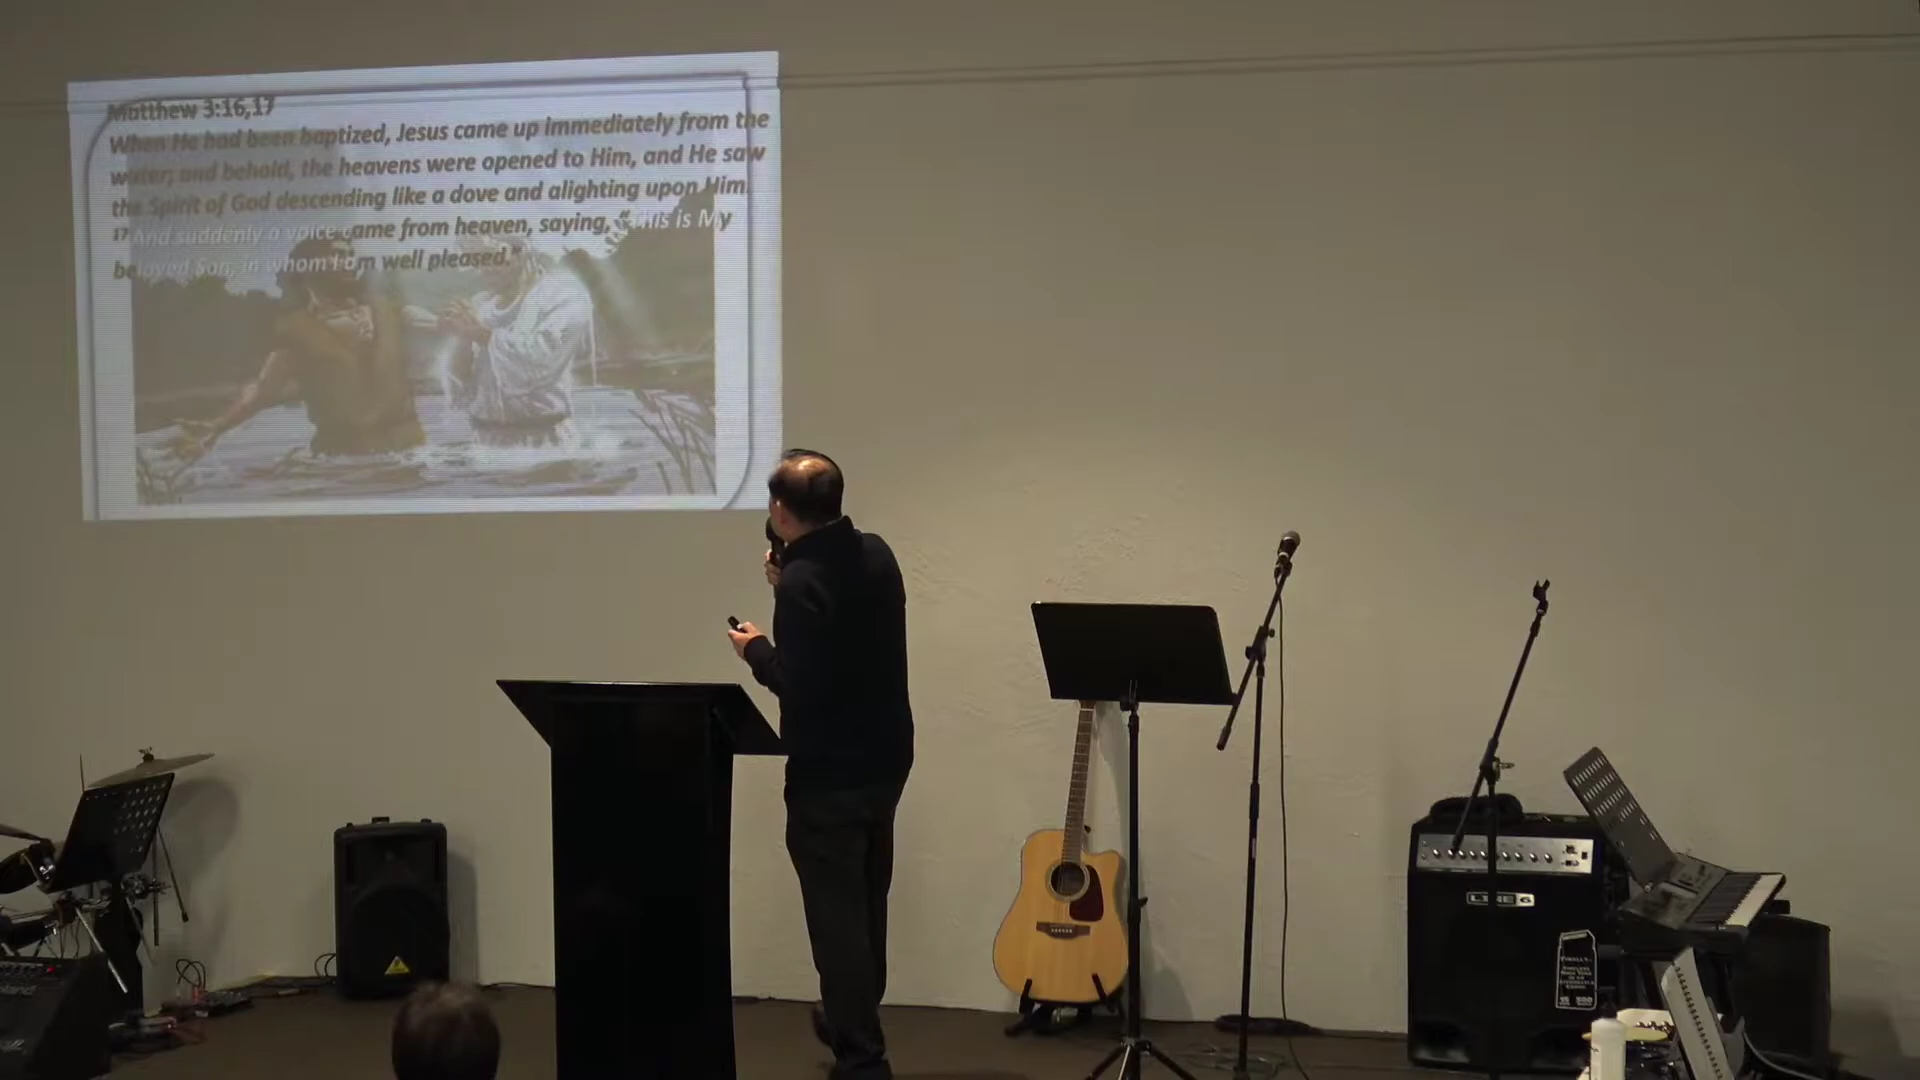 Matthew 3:16,17
When He had been baptized, Jesus came up immediately from the
water; and behold, the heavens were opened to Him, and He saw
the Spirit of God descending like a dove and alighting upon Him.
17 And suddenly a voice came from heaven, saying, “This is My
beloved Son, in whom I am well pleased.”
LINE 6